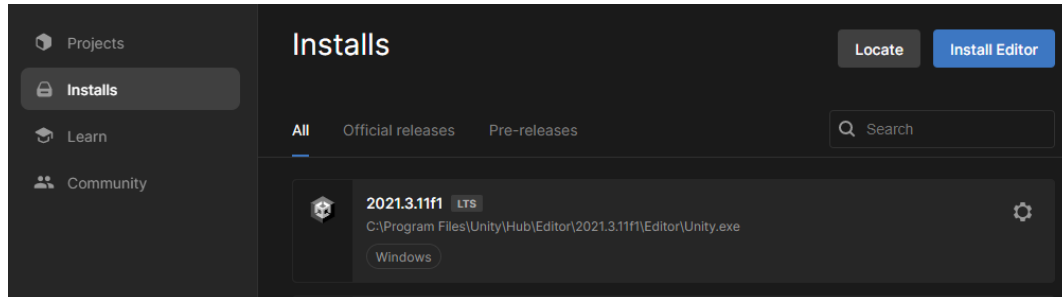 Projects
Installs
Learn
Community
Installs
Locate
Install Editor
All
Official releases
Pre-releases
Search
2021.3.11f1 LTS
C:\Program Files\Unity\Hub\Editor\2021.3.11f1\Editor\Unity.exe
Windows